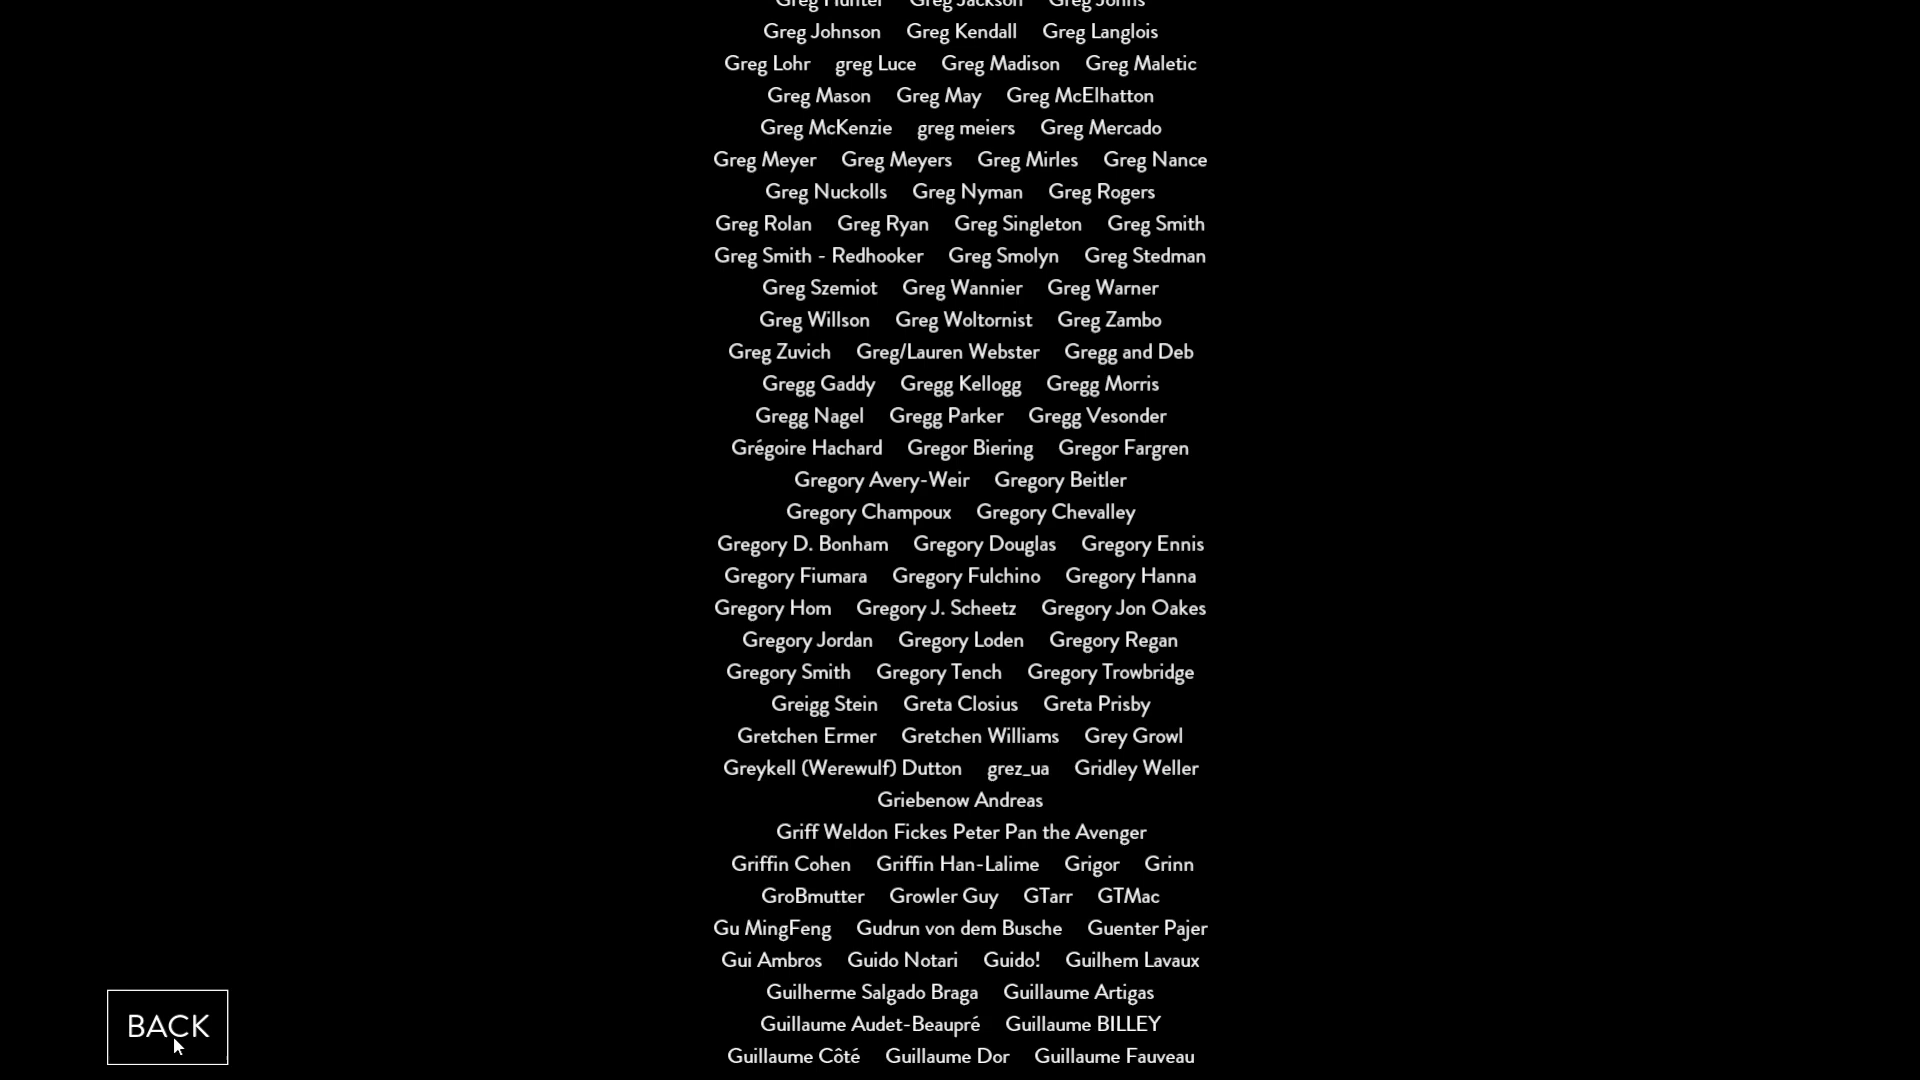 Greg Hunter Greg Jackson Greg Johns
Greg Johnson Greg Kendall Greg Langlois
Greg Lohr greg Luce Greg Madison Greg Maletic
Greg Mason Greg May Greg McElhatton
Greg McKenzie greg meiers Greg Mercado
Greg Meyer Greg Meyers Greg Mirles Greg Nance
Greg Nuckolls Greg Nyman Greg Rogers
Greg Rolan Greg Ryan Greg Singleton Greg Smith
Greg Smith - Redhooker Greg Smolyn Greg Stedman
Greg Szemiot Greg Wannier Greg Warner
Greg Willson Greg Woltornist Greg Zambo
Greg Zuvich Greg/Lauren Webster Gregg and Deb
Gregg Gaddy Gregg Kellogg Gregg Morris
Gregg Nagel Gregg Parker Gregg Vesonder
Grégoire Hachard Gregor Biering Gregor Fargren
Gregory Avery-Weir Gregory Beitler
Gregory Champoux Gregory Chevalley
Gregory D. Bonham Gregory Douglas Gregory Ennis
Gregory Fiumara Gregory Fulchino Gregory Hanna
Gregory Hom Gregory J. Scheetz Gregory Jon Oakes
Gregory Jordan Gregory Loden Gregory Regan
Gregory Smith Gregory Tench Gregory Trowbridge
Greigg Stein Greta Closius Greta Prisby
Gretchen Ermer Gretchen Williams Grey Growl
Greykell (Werewulf) Dutton grez_ua Gridley Weller
Griebenow Andreas
Griff Weldon Fickes Peter Pan the Avenger
Griffin Cohen Griffin Han-Lalime Grigor Grinn
GroBmutter Growler Guy GTarr GTMac
Gu MingFeng Gudrun von dem Busche Guenter Pajer
Gui Ambros Guido Notari Guido! Guilhem Lavaux
Guilherme Salgado Braga Guillaume Artigas
Guillaume Audet-Beaupré Guillaume BILLEY
Guillaume Côté Guillaume Dor Guillaume Fauveau
BACK